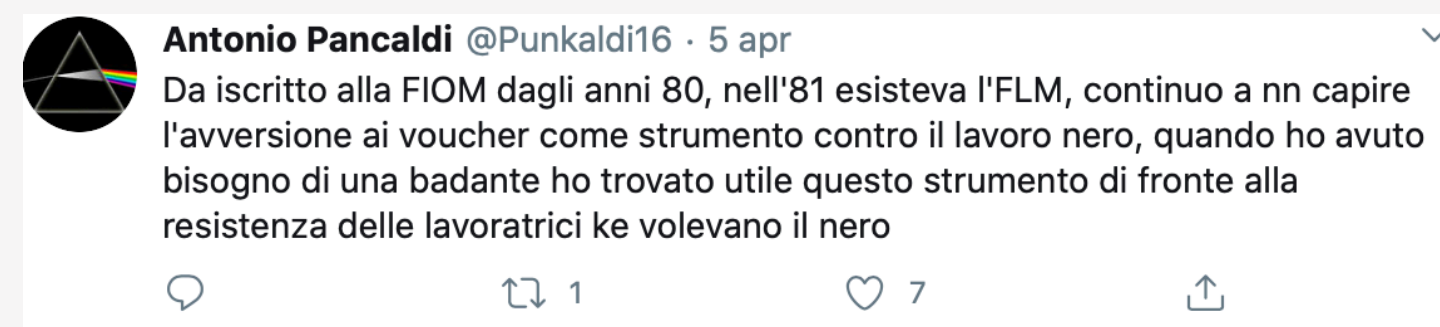 Antonio Pancaldi @Punkaldi16 · 5 apr
Da iscritto alla FIOM dagli anni 80, nell'81 esisteva l'FLM, continuo a nn capire
l'avversione ai voucher come strumento contro il lavoro nero, quando ho avuto
bisogno di una badante ho trovato utile questo strumento di fronte alla
resistenza delle lavoratrici ke volevano il nero
1 7